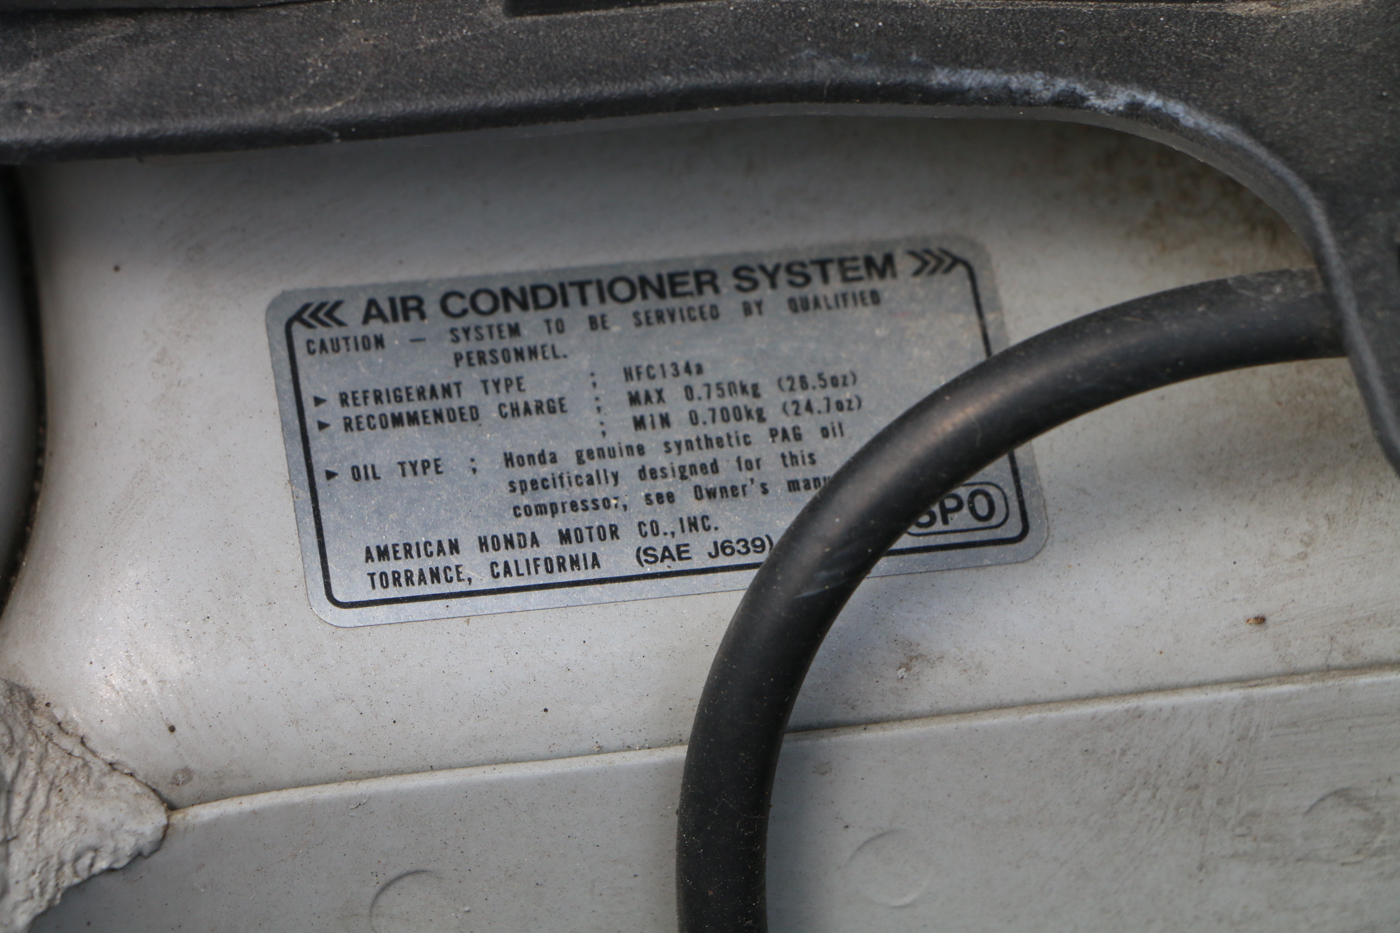 AIR CONDITIONER SYSTEM
CAUTION — SYSTEM TO BE SERVICED BY QUALIFIED
PERSONNEL.
► REFRIGERANT TYPE ; HFC134a
► RECOMMENDED CHARGE ; MAX 0.750kg (26.5oz)
; MIN 0.700kg (24.7oz)
► OIL TYPE ; Honda genuine synthetic PAG oil
specifically designed for this
compressor, see Owner's
AMERICAN HONDA MOTOR CO.,INC.
TORRANCE, CALIFORNIA (SAE J639)